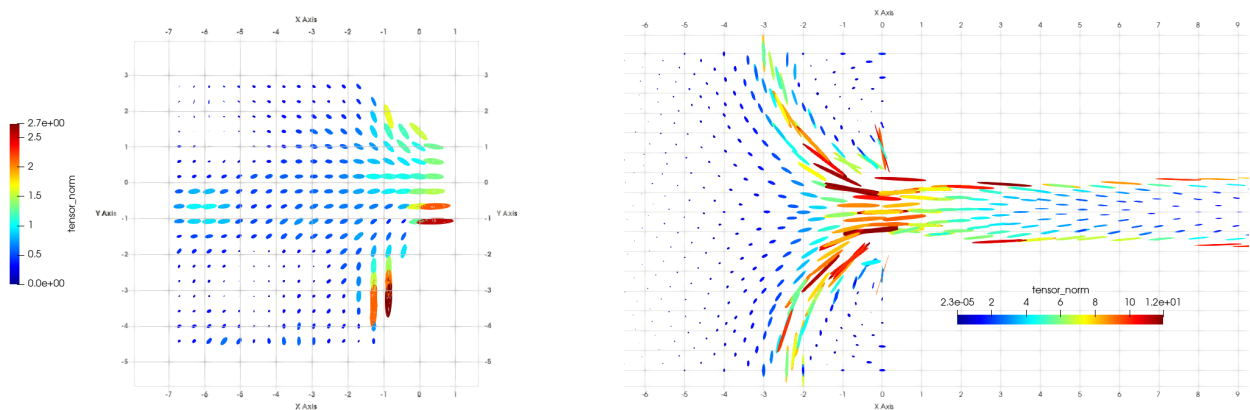 X Axis
-7 -6 -5 -4 -3 -2 -1 0 1
3 3
2 2
1 1
0 0
Y Axis -1 -1 Y Axis
-2 -2
-3 -3
-4 -4
-5 -5
-7 -6 -5 -4 -3 -2 -1 0 1
X Axis
2.7e+00
2.5
2.0
1.5
1.0
0.5
0.0e+00
tensor_norm
X Axis
-6 -5 -4 -3 -2 -1 0 1 2 3 4 5 6 7 8 9
tensor_norm
2.3e-05 2 4 6 8 10 1.2e+01
-6 -5 -4 -3 -2 -1 0 1 2 3 4 5 6 7 8 9
X Axis